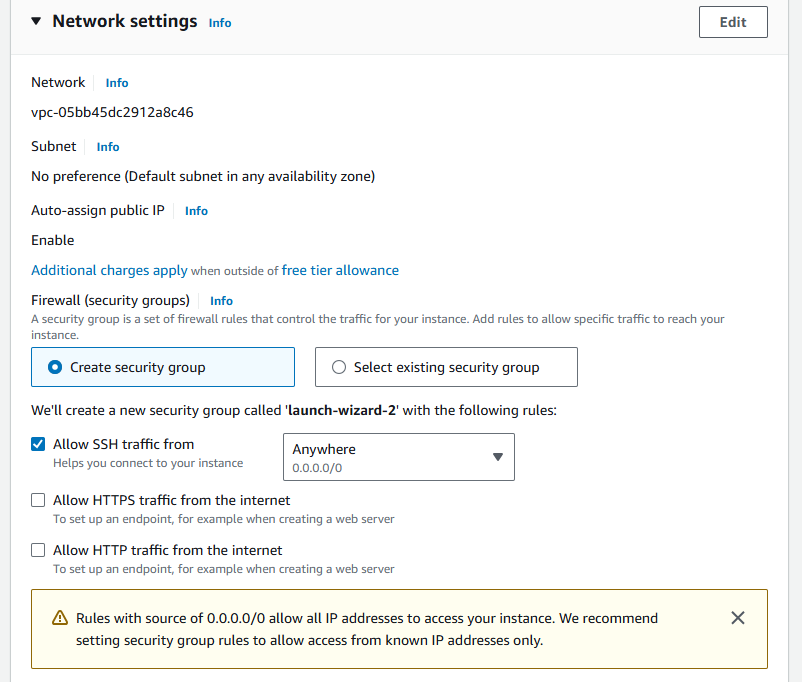 Network settings Info
Edit
Network Info
vpc-05bb45dc2912a8c46
Subnet Info
No preference (Default subnet in any availability zone)
Auto-assign public IP Info
Enable
Additional charges apply when outside of free tier allowance
Firewall (security groups) Info
A security group is a set of firewall rules that control the traffic for your instance. Add rules to allow specific traffic to reach your
instance.
Create security group
Select existing security group
We'll create a new security group called 'launch-wizard-2' with the following rules:
Allow SSH traffic from
Helps you connect to your instance
Anywhere
0.0.0.0/0
Allow HTTPS traffic from the internet
To set up an endpoint, for example when creating a web server
Allow HTTP traffic from the internet
To set up an endpoint, for example when creating a web server
Rules with source of 0.0.0.0/0 allow all IP addresses to access your instance. We recommend
setting security group rules to allow access from known IP addresses only.